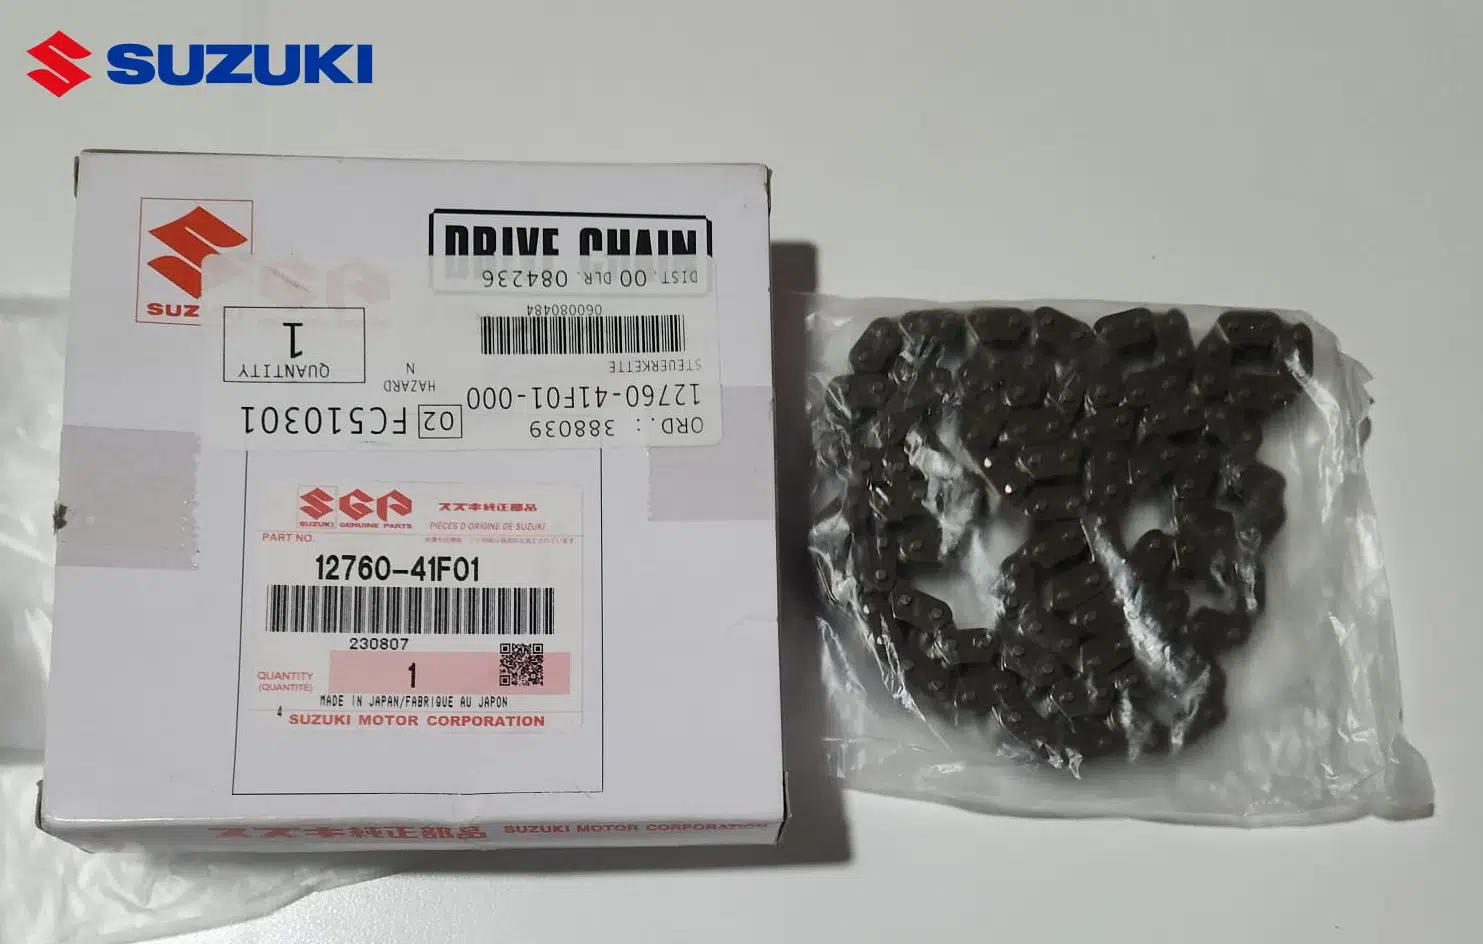 SUZUKI
SUZ
DRIVE CHAIN
DIST. 00 DLR. 084236
060080484
STEUERKETTE
12760-41F01-000
ORD.: 388039
QUANTITY
1
HAZARD
N
02 FC510301
SGP
SUZUKI GENUINE PARTS
スズキ純正部品
PIÈCES D'ORIGINE DE SUZUKI
PART NO.
12760-41F01
230807
QUANTITY
(QUANTITÉ)
1
MADE IN JAPAN/FABRIQUE AU JAPON
4 SUZUKI MOTOR CORPORATION
スズキ純正部品 SUZUKI MOTOR CORPORATION